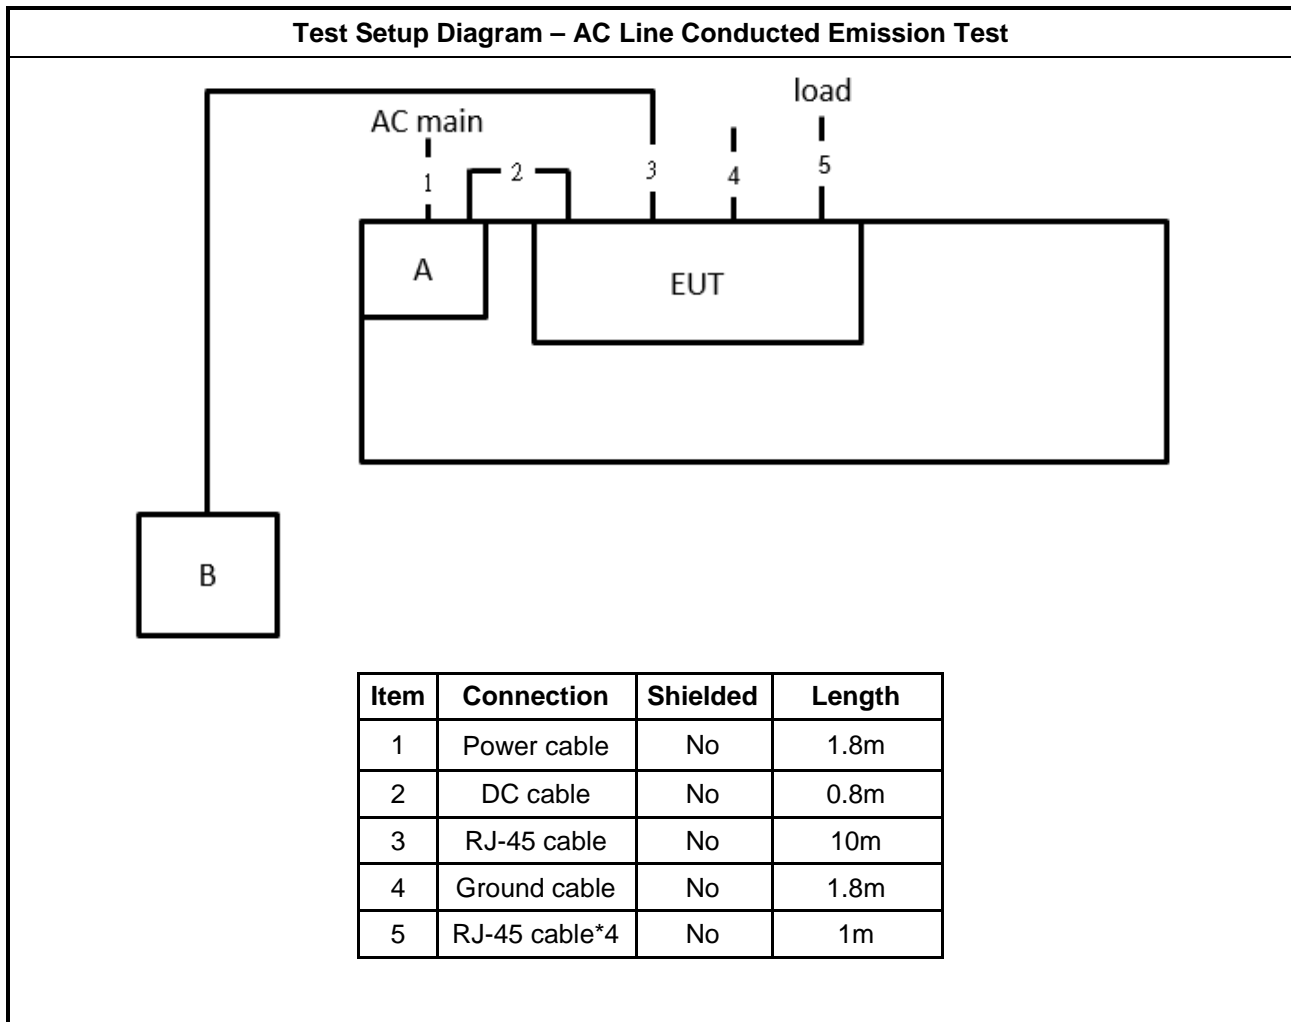 Test Setup Diagram – AC Line Conducted Emission Test
load
AC main
1
2
3
4
5
A
EUT
B
Item Connection Shielded Length
1 Power cable No 1.8m
2 DC cable No 0.8m
3 RJ-45 cable No 10m
4 Ground cable No 1.8m
5 RJ-45 cable*4 No 1m